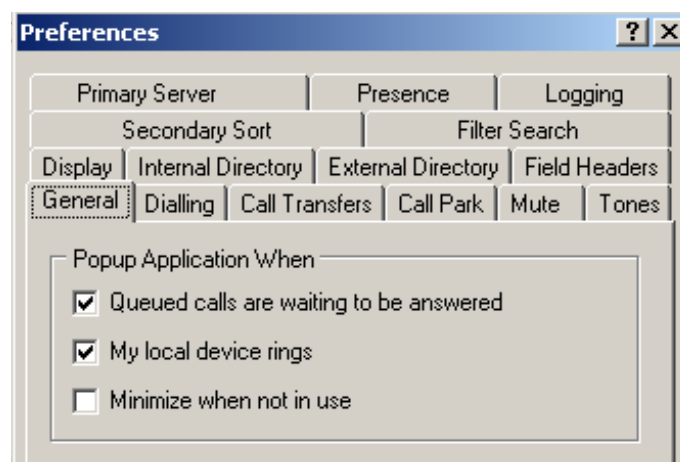 Preferences
Primary Server Presence Logging
Secondary Sort Filter Search
Display Internal Directory External Directory Field Headers
General Dialling Call Transfers Call Park Mute Tones
Popup Application When
Queued calls are waiting to be answered
My local device rings
Minimize when not in use